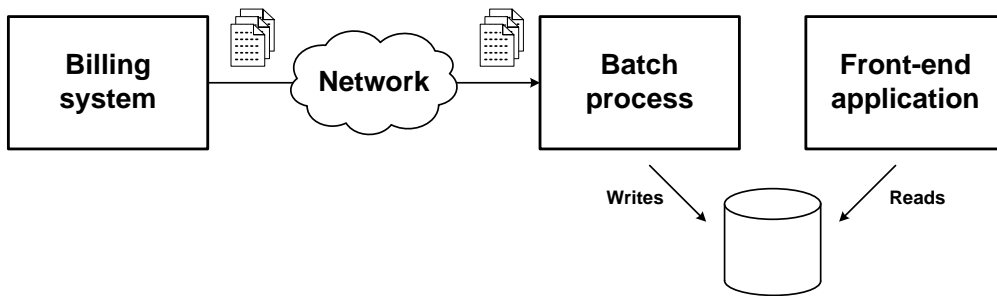 Billing
system
Network
Batch
process
Front-end
application
Writes
Reads